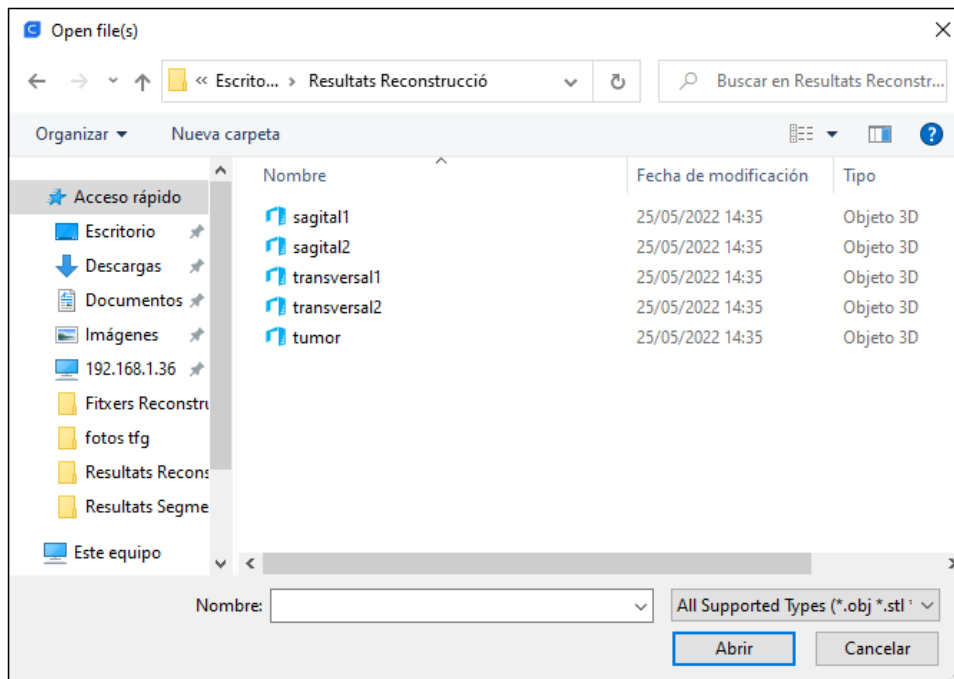 Open file(s)
« Escrito... › Resultats Reconstrucció
Buscar en Resultats Reconstr...
Organizar Nueva carpeta
Nombre Fecha de modificación Tipo
Acceso rápido
Escritorio
Descargas
Documentos
Imágenes
192.168.1.36
Fitxers Reconstru
fotos tfg
Resultats Recons
Resultats Segme
Este equipo
sagital1 25/05/2022 14:35 Objeto 3D
sagital2 25/05/2022 14:35 Objeto 3D
transversal1 25/05/2022 14:35 Objeto 3D
transversal2 25/05/2022 14:35 Objeto 3D
tumor 25/05/2022 14:35 Objeto 3D
Nombre:
All Supported Types (*.obj *.stl *
Abrir Cancelar